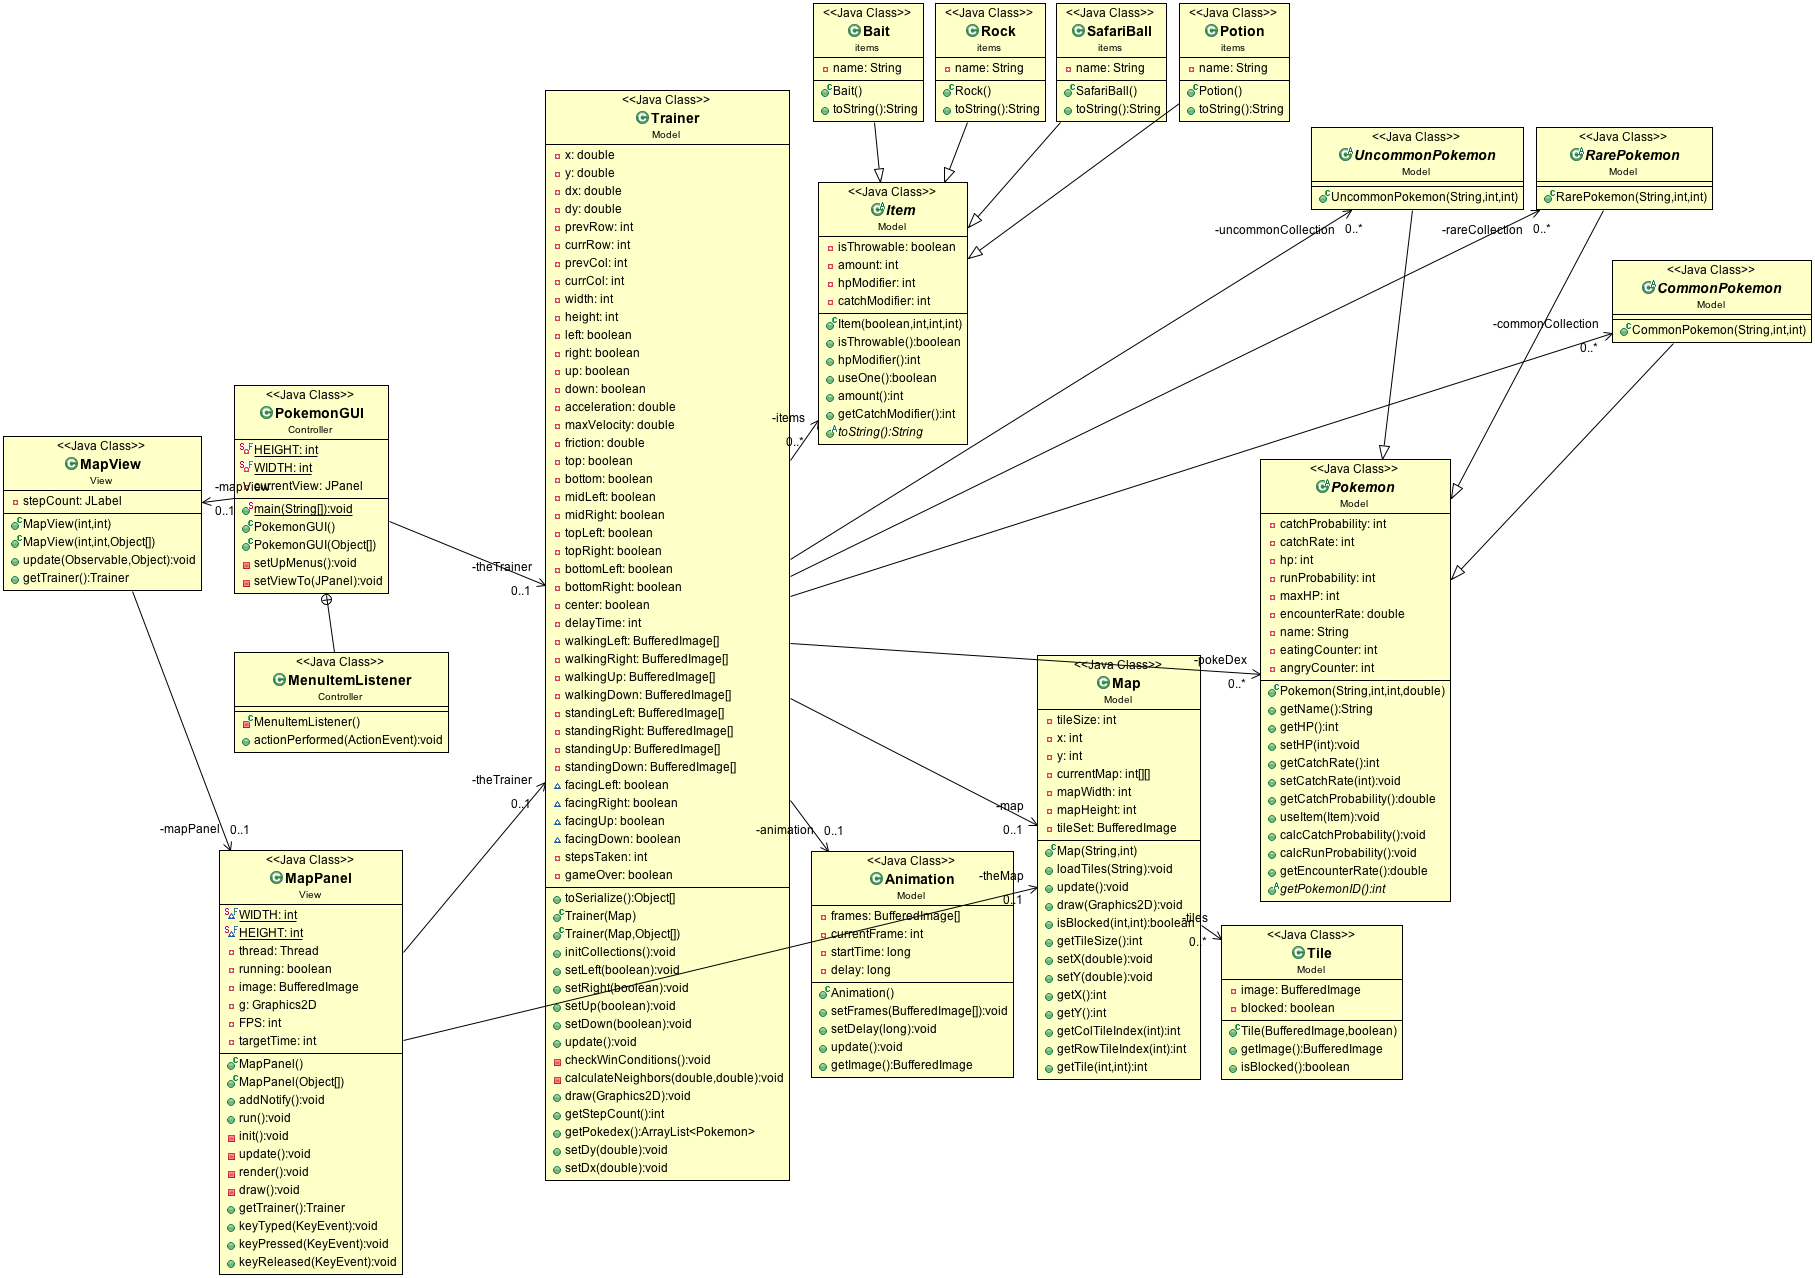 <<Java Class>>
Bait
items
name: String
Bait()
toString():String
<<Java Class>>
Rock
items
name: String
Rock()
toString():String
<<Java Class>>
SafariBall
items
name: String
SafariBall()
toString():String
<<Java Class>>
Potion
items
name: String
Potion()
toString():String
<<Java Class>>
Trainer
Model
x: double
y: double
dx: double
dy: double
prevRow: int
currRow: int
prevCol: int
currCol: int
width: int
height: int
left: boolean
right: boolean
up: boolean
down: boolean
acceleration: double
maxVelocity: double
friction: double
top: boolean
bottom: boolean
midLeft: boolean
midRight: boolean
topLeft: boolean
topRight: boolean
bottomLeft: boolean
bottomRight: boolean
center: boolean
delayTime: int
walkingLeft: BufferedImage[]
walkingRight: BufferedImage[]
walkingUp: BufferedImage[]
walkingDown: BufferedImage[]
standingLeft: BufferedImage[]
standingRight: BufferedImage[]
standingUp: BufferedImage[]
standingDown: BufferedImage[]
facingLeft: boolean
facingRight: boolean
facingUp: boolean
facingDown: boolean
stepsTaken: int
gameOver: boolean
toSerialize():Object[]
Trainer(Map)
Trainer(Map,Object[])
initCollections():void
setLeft(boolean):void
setRight(boolean):void
setUp(boolean):void
setDown(boolean):void
update():void
checkWinConditions():void
calculateNeighbors(double,double):void
draw(Graphics2D):void
getStepCount():int
getPokedex():ArrayList<Pokemon>
setDy(double):void
setDx(double):void
<<Java Class>>
Item
Model
isThrowable: boolean
amount: int
hpModifier: int
catchModifier: int
Item(boolean,int,int,int)
isThrowable():boolean
hpModifier():int
useOne():boolean
amount():int
getCatchModifier():int
toString():String
<<Java Class>>
UncommonPokemon
Model
UncommonPokemon(String,int,int)
<<Java Class>>
RarePokemon
Model
RarePokemon(String,int,int)
<<Java Class>>
CommonPokemon
Model
CommonPokemon(String,int,int)
-uncommonCollection
0..*
-rareCollection
0..*
-commonCollection
0..*
-items
0..*
<<Java Class>>
PokemonGUI
Controller
HEIGHT: int
WIDTH: int
currentView: JPanel
main(String[]):void
PokemonGUI()
PokemonGUI(Object[])
setUpMenus():void
setViewTo(JPanel):void
<<Java Class>>
MapView
View
stepCount: JLabel
MapView(int,int)
MapView(int,int,Object[])
update(Observable,Object):void
getTrainer():Trainer
-mapView
0..1
-theTrainer
0..1
<<Java Class>>
MenuItemListener
Controller
MenuItemListener()
actionPerformed(ActionEvent):void
<<Java Class>>
Pokemon
Model
catchProbability: int
catchRate: int
hp: int
runProbability: int
maxHP: int
encounterRate: double
name: String
eatingCounter: int
angryCounter: int
Pokemon(String,int,int,double)
getName():String
getHP():int
setHP(int):void
getCatchRate():int
setCatchRate(int):void
getCatchProbability():double
useItem(Item):void
calcCatchProbability():void
calcRunProbability():void
getEncounterRate():double
getPokemonID():int
-pokeDex
0..*
<<Java Class>>
Map
Model
tileSize: int
x: int
y: int
currentMap: int[][]
mapWidth: int
mapHeight: int
tileSet: BufferedImage
Map(String,int)
loadTiles(String):void
update():void
draw(Graphics2D):void
isBlocked(int,int):boolean
getTileSize():int
setX(double):void
setY(double):void
getX():int
getY():int
getColTileIndex(int):int
getRowTileIndex(int):int
getTile(int,int):int
-map
0..1
-theTrainer
0..1
-animation
0..1
-theMap
0..1
-mapPanel
0..1
<<Java Class>>
MapPanel
View
WIDTH: int
HEIGHT: int
thread: Thread
running: boolean
image: BufferedImage
g: Graphics2D
FPS: int
targetTime: int
MapPanel()
MapPanel(Object[])
addNotify():void
run():void
init():void
update():void
render():void
draw():void
getTrainer():Trainer
keyTyped(KeyEvent):void
keyPressed(KeyEvent):void
keyReleased(KeyEvent):void
<<Java Class>>
Animation
Model
frames: BufferedImage[]
currentFrame: int
startTime: long
delay: long
Animation()
setFrames(BufferedImage[]):void
setDelay(long):void
update():void
getImage():BufferedImage
-tiles
0..*
<<Java Class>>
Tile
Model
image: BufferedImage
blocked: boolean
Tile(BufferedImage,boolean)
getImage():BufferedImage
isBlocked():boolean